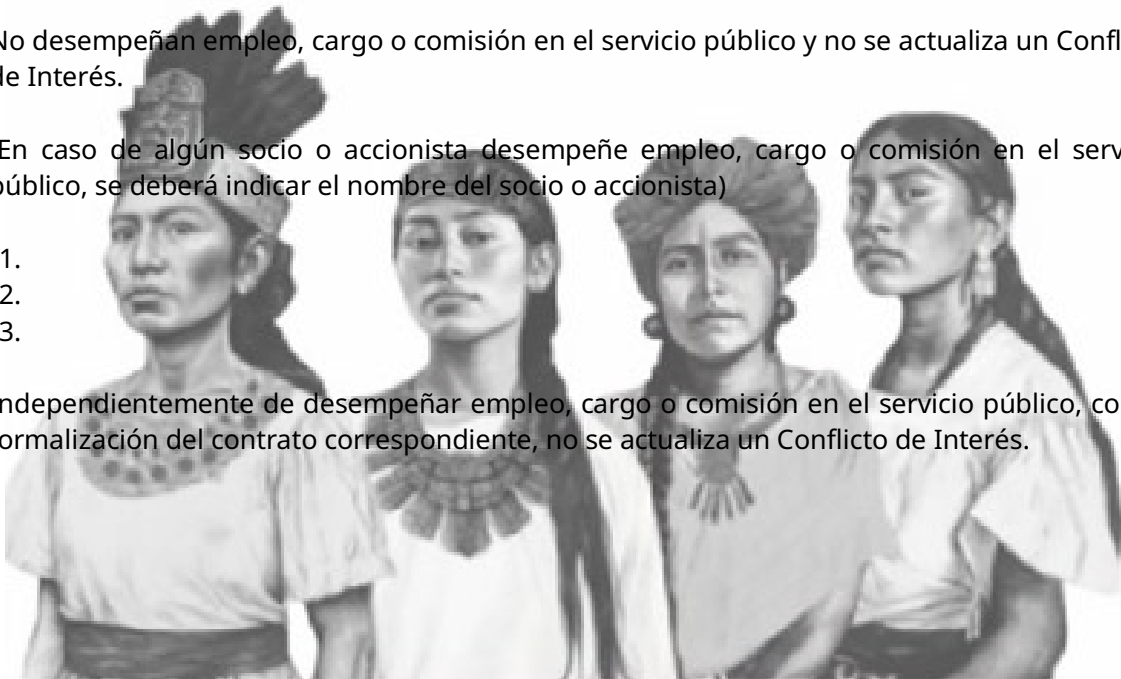 No desempeñan empleo, cargo o comisión en el servicio público y no se actualiza un Confl
de Interés.
En caso de algún socio o accionista desempeñe empleo, cargo o comisión en el serv
público, se deberá indicar el nombre del socio o accionista)
1.
2.
3.
ndependientemente de desempeñar empleo, cargo o comisión en el servicio público, co
ormalización del contrato correspondiente, no se actualiza un Conflicto de Interés.